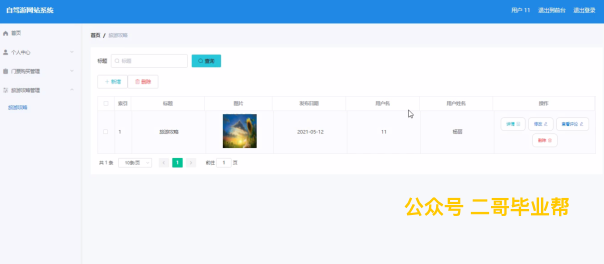 自驾游网站系统
用户 11 退出到前台 退出登录
首页
首页 / 旅游攻略
个人中心
门票购买管理
旅游攻略管理
旅游攻略
标题 标题 查询
+ 新增 删除
索引 标题 图片 发布日期 用户名 用户姓名 操作
1 旅游攻略 2021-05-12 11 详情 修改 查看评论
删除
共 1 条 10条/页 < 1 > 前往 1 页
公众号 二哥毕业帮